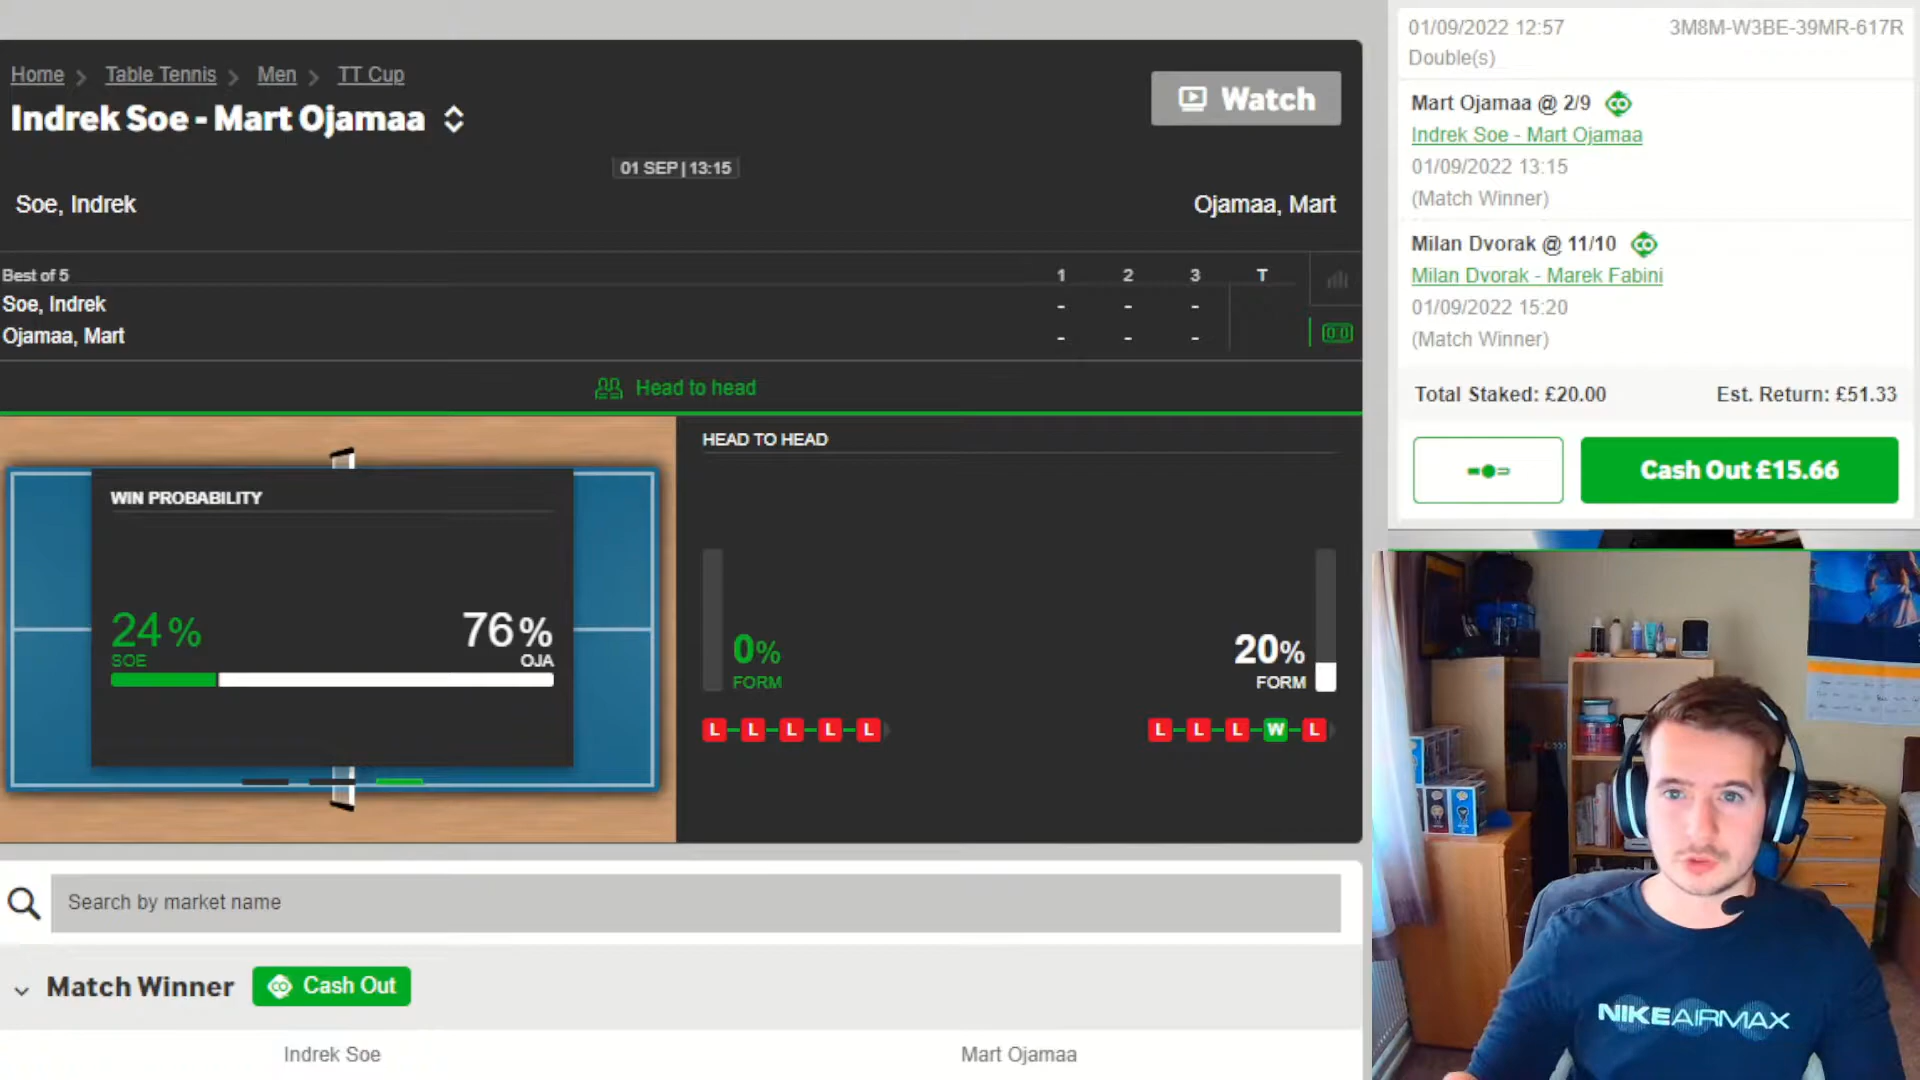 Home
Table Tennis
Men
TT Cup
Indrek Soe - Mart Ojamaa
Watch
01 SEP | 13:15
Soe, Indrek
Ojamaa, Mart
Best of 5 1 2 3 T
Soe, Indrek - - -
Ojamaa, Mart - - -
Head to head
WIN PROBABILITY
24% 76%
SOE OJA
HEAD TO HEAD
0% 20%
FORM FORM
L L L L L
L L L W L
Search by market name
Match Winner
Cash Out
Indrek Soe
Mart Ojamaa
01/09/2022 12:57 3M8M-W3BE-39MR-617R
Double(s)
Mart Ojamaa @ 2/9
Indrek Soe - Mart Ojamaa
01/09/2022 13:15
(Match Winner)
Milan Dvorak @ 11/10
Milan Dvorak - Marek Fabini
01/09/2022 15:20
(Match Winner)
Total Staked: £20.00 Est. Return: £51.33
Cash Out £15.66
NIKEAIRMAX